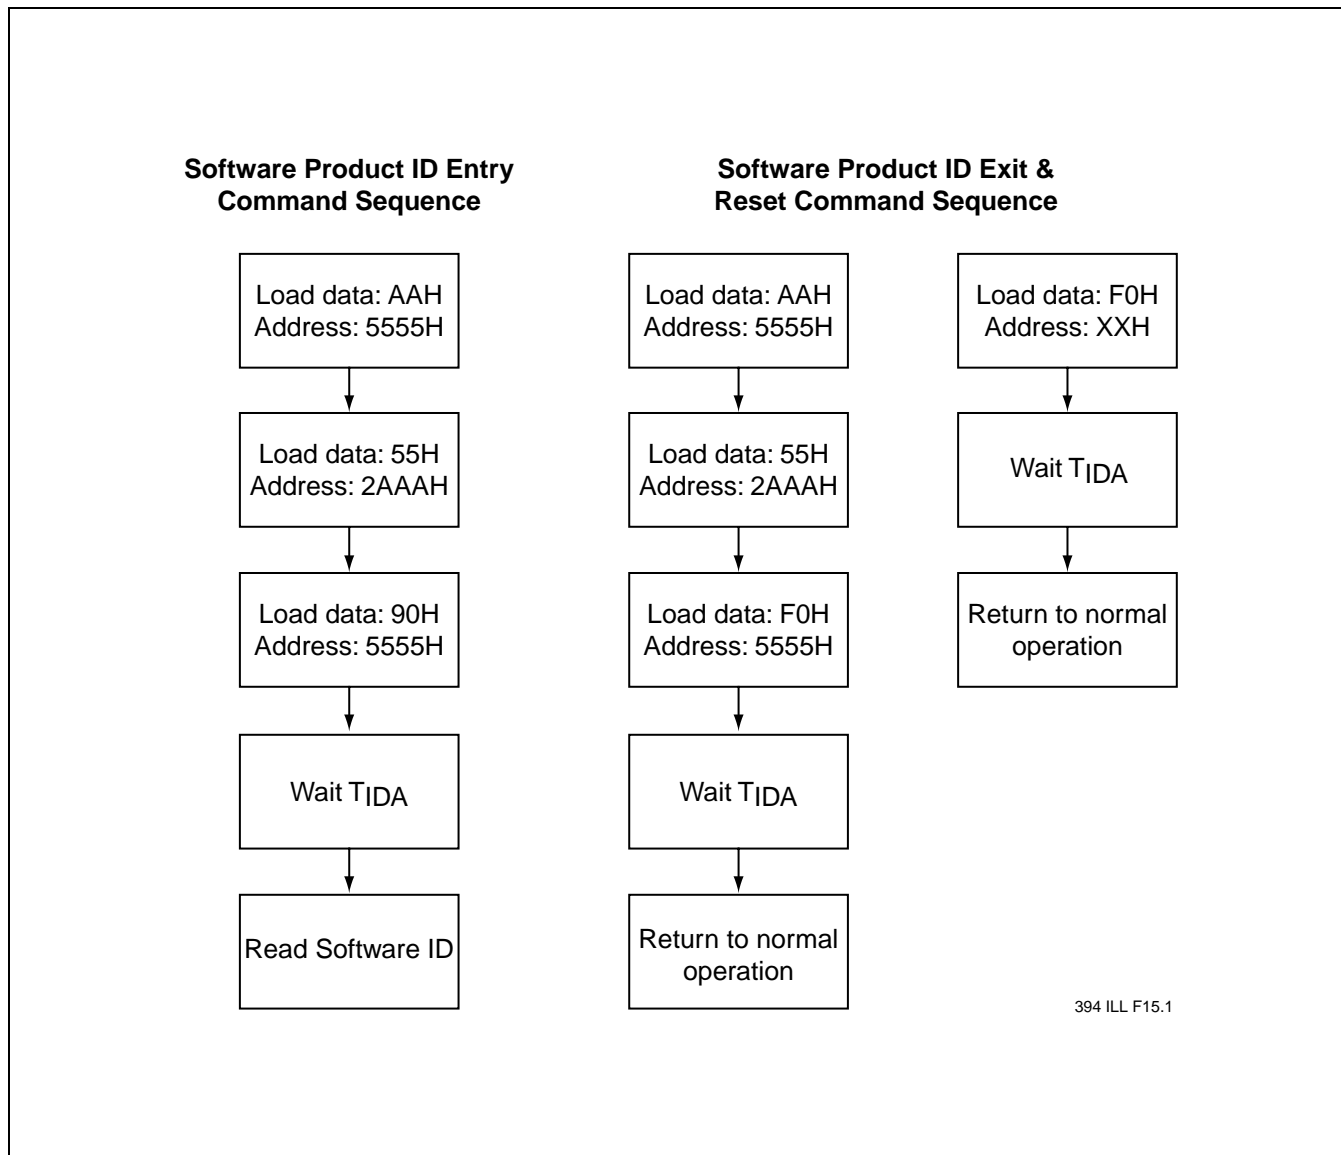 Software Product ID Entry
Command Sequence
Load data: AAH
Address: 5555H
Load data: 55H
Address: 2AAAH
Load data: 90H
Address: 5555H
Wait TIDA
Read Software ID
Software Product ID Exit &
Reset Command Sequence
Load data: AAH
Address: 5555H
Load data: 55H
Address: 2AAAH
Load data: F0H
Address: 5555H
Wait TIDA
Return to normal
operation
Load data: F0H
Address: XXH
Wait TIDA
Return to normal
operation
394 ILL F15.1